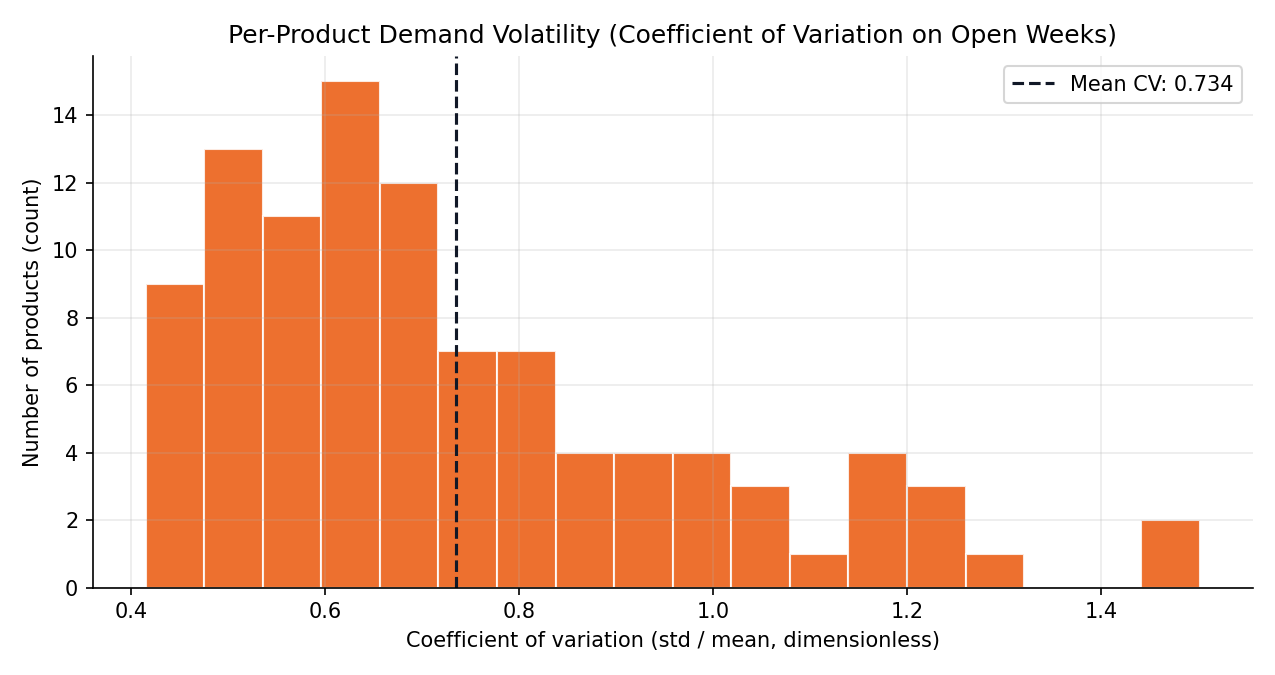 Per-Product Demand Volatility (Coefficient of Variation on Open Weeks)
Mean CV: 0.734
Number of products (count)
14
12
10
8
6
4
2
0
0.4 0.6 0.8 1.0 1.2 1.4
Coefficient of variation (std / mean, dimensionless)